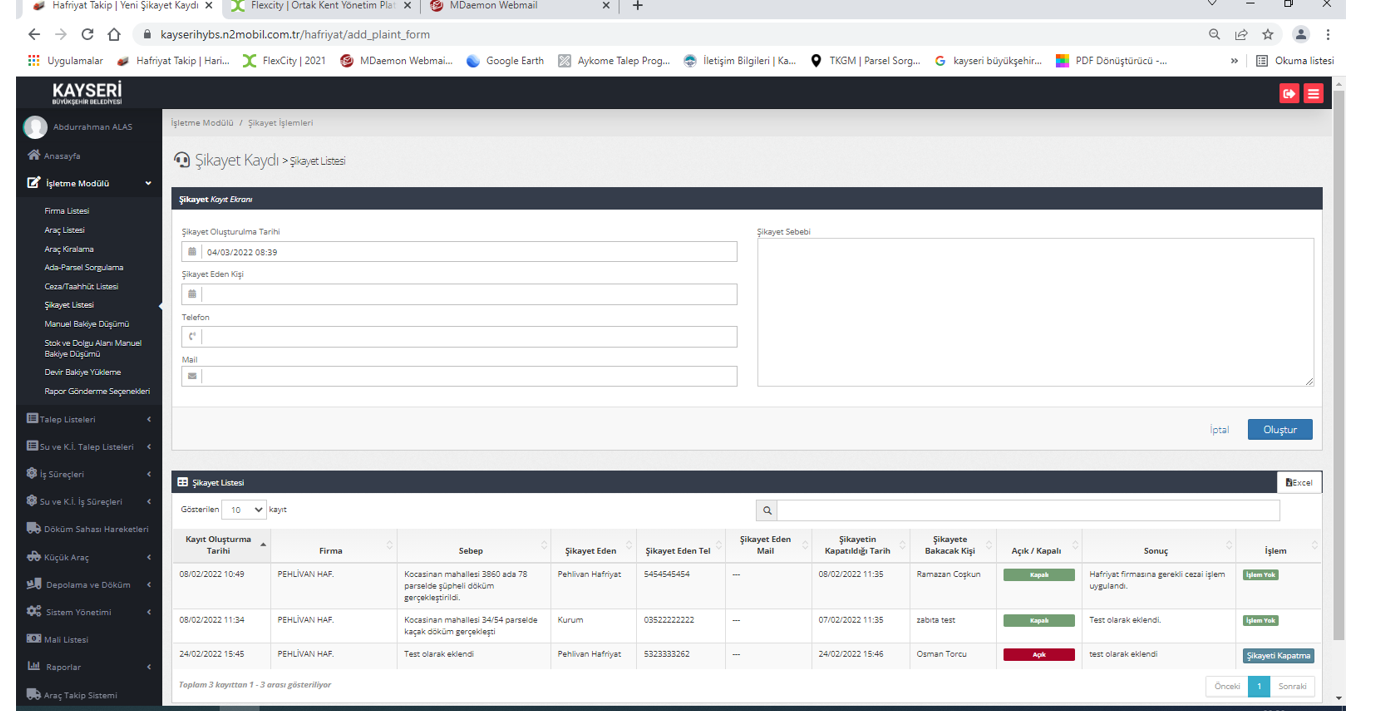 Hafriyat Takip | Yeni Şikayet Kaydı × Flexcity | Ortak Kent Yönetim Plat × MDaemon Webmail × +
kayserihybs.n2mobil.com.tr/hafriyat/add_plaint_form
Uygulamalar Hafriyat Takip | Hari... FlexCity | 2021 MDaemon Webmai... Google Earth Aykome Talep Prog... İletişim Bilgileri | Ka... TKGM | Parsel Sorg... kayseri büyükşehir... PDF Dönüştürücü -... » Okuma listesi
KAYSERİ
BÜYÜKŞEHİR BELEDİYESİ
Abdurrahman ALAS
Anasayfa
İşletme Modülü
Firma Listesi
Araç Listesi
Araç Kiralama
Ada-Parsel Sorgulama
Ceza/Taahhüt Listesi
Şikayet Listesi
Manuel Bakiye Düşümü
Stok ve Dolgu Alanı Manuel
Bakiye Düşümü
Devir Bakiye Yükleme
Rapor Gönderme Seçenekleri
Talep Listeleri
Su ve K.İ. Talep Listeleri
İş Süreçleri
Su ve K.İ. İş Süreçleri
Döküm Sahası Hareketleri
Küçük Araç
Depolama ve Döküm
Sistem Yönetimi
Mali Listesi
Raporlar
Araç Takip Sistemi
İşletme Modülü / Şikayet İşlemleri
Şikayet Kaydı > Şikayet Listesi
Şikayet Kayıt Ekranı
Şikayet Oluşturulma Tarihi
04/03/2022 08:39
Şikayet Eden Kişi
Telefon
Mail
Şikayet Sebebi
İptal Oluştur
Şikayet Listesi Excel
Gösterilen 10 kayıt
Kayıt Oluşturma Tarihi Firma Sebep Şikayet Eden Şikayet Eden Tel Şikayet Eden Mail Şikayetin Kapatıldığı Tarih Şikayete Bakacak Kişi Açık / Kapalı Sonuç İşlem
08/02/2022 10:49 PEHLİVAN HAF. Kocasinan mahallesi 3860 ada 78 parselde şüpheli döküm gerçekleştirildi. Pehlivan Hafriyat 5454545454 --- 08/02/2022 11:35 Ramazan Coşkun Kapalı Hafriyat firmasına gerekli cezai işlem uygulandı. İşlem Yok
08/02/2022 11:34 PEHLİVAN HAF. Kocasinan mahallesi 34/54 parselde kaçak döküm gerçekleşti Kurum 03522222222 --- 07/02/2022 11:35 zabıta test Kapalı Test olarak eklendi. İşlem Yok
24/02/2022 15:45 PEHLİVAN HAF. Test olarak eklendi Pehlivan Hafriyat 5323333262 --- 24/02/2022 15:46 Osman Torcu Açık test olarak eklendi Şikayeti Kapatma
Toplam 3 kayıttan 1 - 3 arası gösteriliyor
Önceki 1 Sonraki